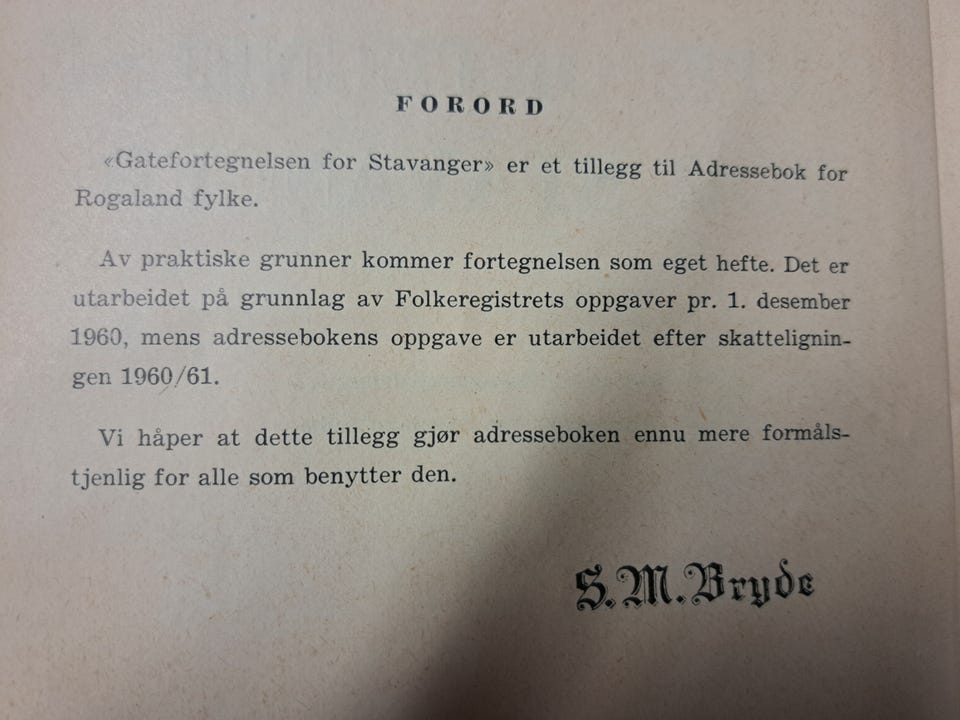 FORORD
«Gatefortegnelsen for Stavanger» er et tillegg til Adressebok for
Rogaland fylke.
Av praktiske grunner kommer fortegnelsen som eget hefte. Det er
utarbeidet på grunnlag av Folkeregistrets oppgaver pr. 1. desember
1960, mens adressebokens oppgave er utarbeidet efter skattelignin-
gen 1960/61.
Vi håper at dette tillegg gjør adresseboken ennu mere formåls-
tjenlig for alle som benytter den.
S. M. Bryde